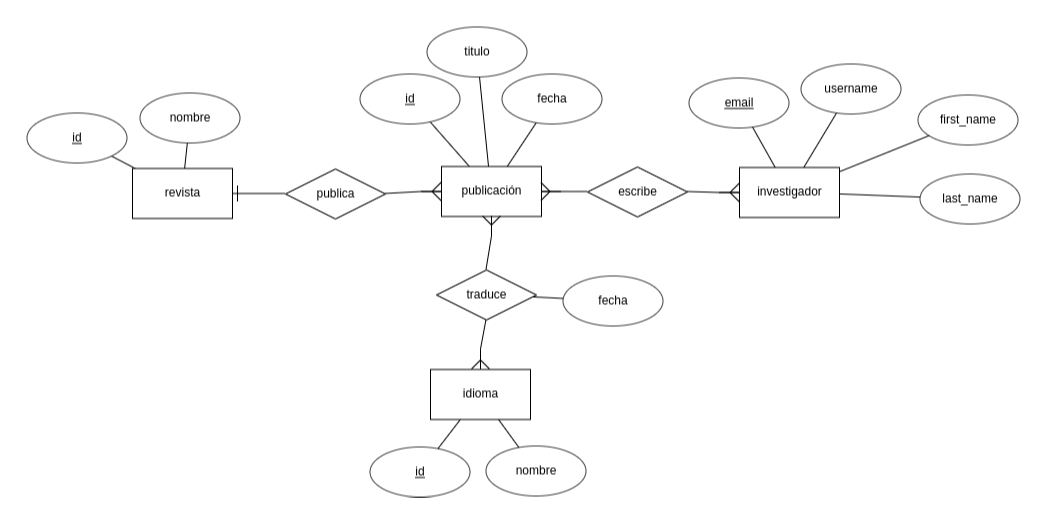 id
nombre
revista
publica
id
titulo
fecha
publicación
escribe
email
username
first_name
last_name
investigador
traduce
fecha
idioma
id
nombre